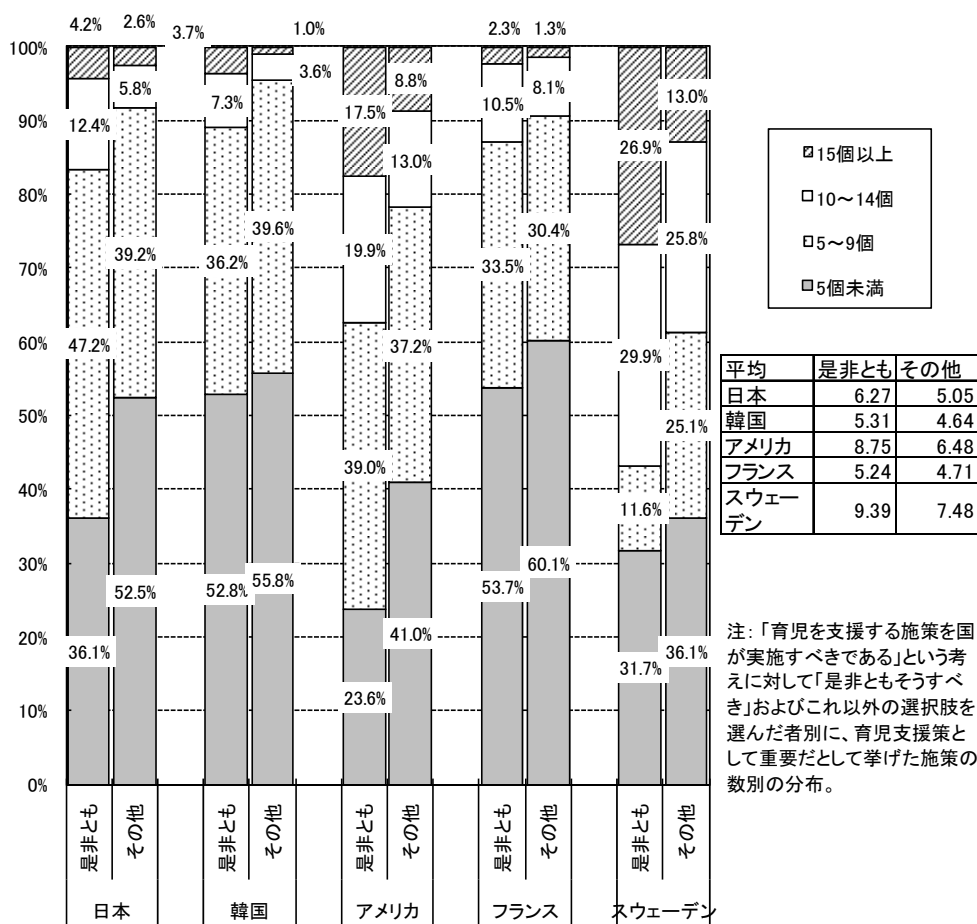 4.2% 2.6% 3.7% 1.0% 2.3% 1.3%
100%
5.8% 3.6% 8.8% 8.1% 13.0%
12.4% 7.3% 17.5% 10.5%
90%
13.0% 26.9%
80%
39.2% 39.6% 19.9% 30.4% 25.8%
36.2% 33.5%
70%
60%
47.2% 37.2% 29.9%
50%
25.1%
40%
39.0% 11.6%
30%
52.5% 52.8% 55.8% 53.7% 60.1%
20%
36.1% 41.0% 31.7% 36.1%
23.6%
10%
0%
是非とも その他 是非とも その他 是非とも その他 是非とも その他 是非とも その他
日本 韓国 アメリカ フランス スウェーデン
15個以上
10～14個
5～9個
5個未満
平均 是非とも その他
日本 6.27 5.05
韓国 5.31 4.64
アメリカ 8.75 6.48
フランス 5.24 4.71
スウェー
デン 9.39 7.48
注：「育児を支援する施策を国
が実施すべきである」という考
えに対して「是非ともそうすべ
き」およびこれ以外の選択肢を
選んだ者別に、育児支援策と
して重要だとして挙げた施策の
数別の分布。